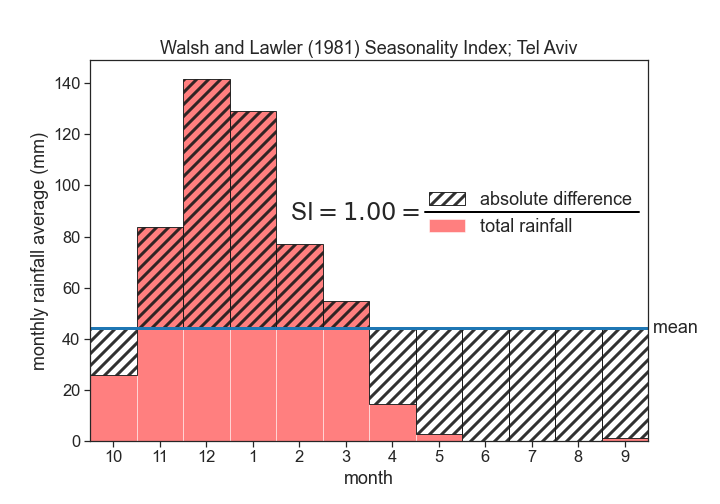 Walsh and Lawler (1981) Seasonality Index; Tel Aviv
monthly rainfall average (mm)
140
120
100
80
60
40
20
0
SI = 1.00 =
absolute difference
total rainfall
mean
10 11 12 1 2 3 4 5 6 7 8 9
month